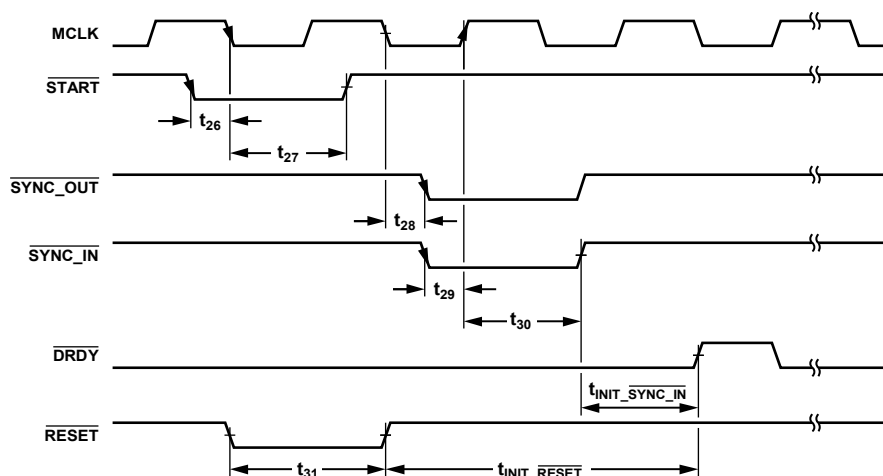 MCLK
START
t26
t27
SYNC_OUT
t28
SYNC_IN
t29
t30
DRDY
tINIT_SYNC_IN
RESET
t31
tINIT_RESET